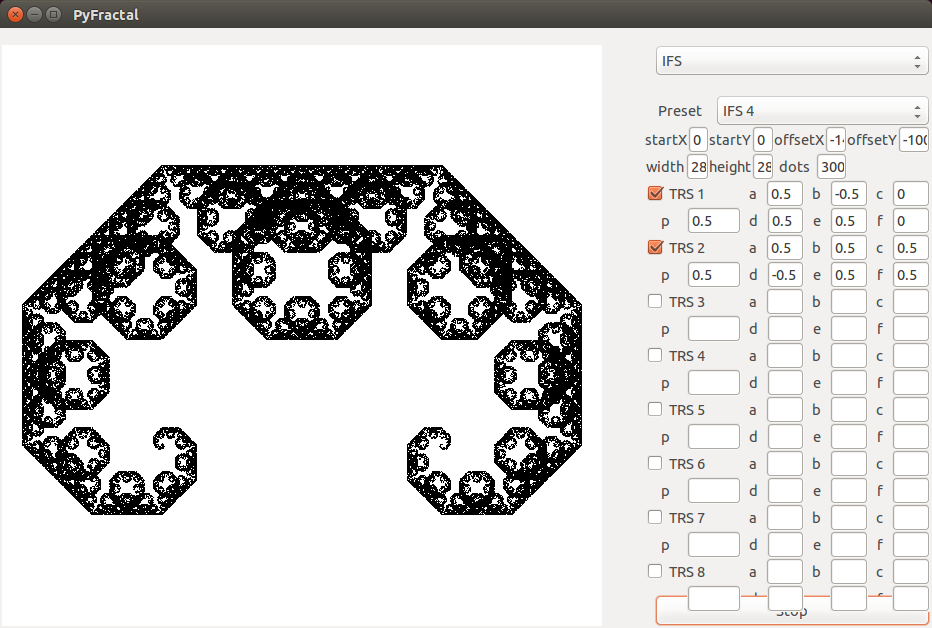 PyFractal
IFS
Preset IFS 4
startX 0 startY 0 offsetX -1 offsetY -100
width 28 height 28 dots 300
TRS 1 a 0.5 b -0.5 c 0
p 0.5 d 0.5 e 0.5 f 0
TRS 2 a 0.5 b 0.5 c 0.5
p 0.5 d -0.5 e 0.5 f 0.5
TRS 3 a b c
p d e f
TRS 4 a b c
p d e f
TRS 5 a b c
p d e f
TRS 6 a b c
p d e f
TRS 7 a b c
p d e f
TRS 8 a b c
Stop